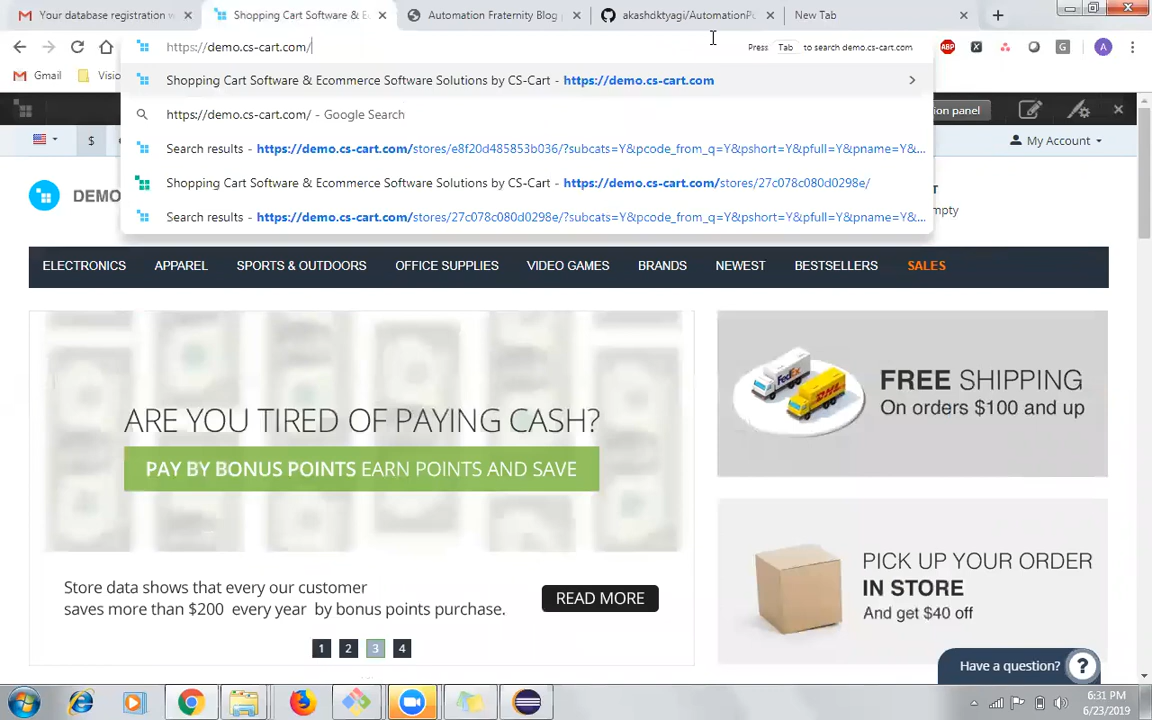 Your database registration w
Shopping Cart Software & E
Automation Fraternity Blog
akashdktyagi/AutomationP
New Tab
https://demo.cs-cart.com/
Press Tab to search demo.cs-cart.com
ABP
X
G
A
Gmail
Vision
Shopping Cart Software & Ecommerce Software Solutions by CS-Cart - https://demo.cs-cart.com
https://demo.cs-cart.com/ - Google Search
on panel
$
Search results - https://demo.cs-cart.com/stores/e8f20d485853b036/?subcats=Y&pcode_from_q=Y&pshort=Y&pfull=Y&pname=Y&...
My Account
DEMO
Shopping Cart Software & Ecommerce Software Solutions by CS-Cart - https://demo.cs-cart.com/stores/27c078c080d0298e/
T
Search results - https://demo.cs-cart.com/stores/27c078c080d0298e/?subcats=Y&pcode_from_q=Y&pshort=Y&pfull=Y&pname=Y&...
mpty
ELECTRONICS APPAREL SPORTS & OUTDOORS OFFICE SUPPLIES VIDEO GAMES BRANDS NEWEST BESTSELLERS SALES
ARE YOU TIRED OF PAYING CASH?
PAY BY BONUS POINTS EARN POINTS AND SAVE
Store data shows that every our customer
saves more than $200 every year by bonus points purchase.
READ MORE
1 2 3 4
FedEx
DHL
FREE SHIPPING
On orders $100 and up
PICK UP YOUR ORDER
IN STORE
And get $40 off
Have a question? ?
6:31 PM
6/23/2019